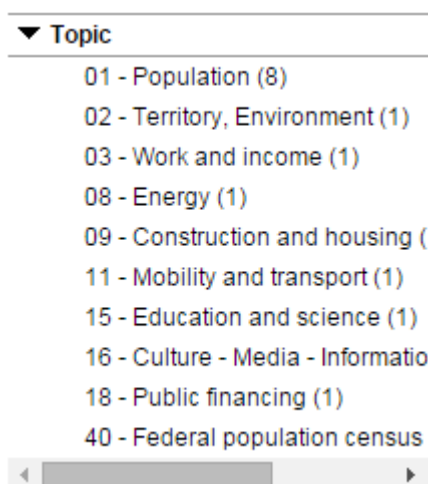 Topic
01 - Population (8)
02 - Territory, Environment (1)
03 - Work and income (1)
08 - Energy (1)
09 - Construction and housing (
11 - Mobility and transport (1)
15 - Education and science (1)
16 - Culture - Media - Informatio
18 - Public financing (1)
40 - Federal population census